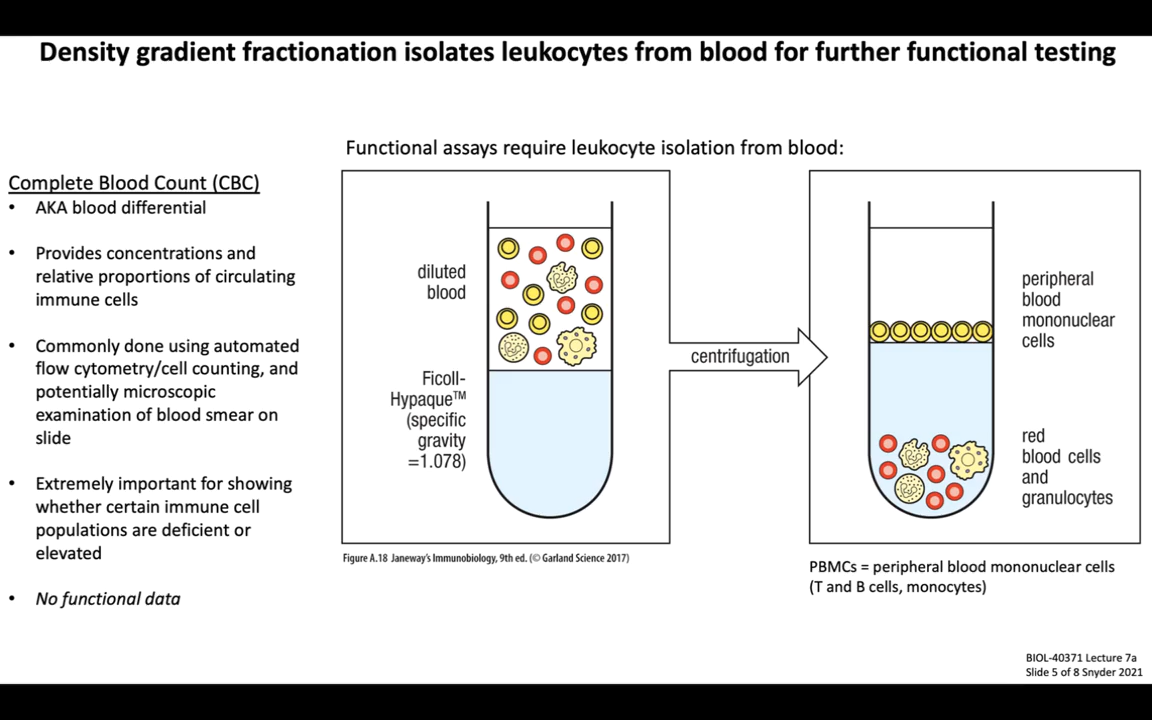 Density gradient fractionation isolates leukocytes from blood for further functional testing
Functional assays require leukocyte isolation from blood:
Complete Blood Count (CBC)
• AKA blood differential
• Provides concentrations and
relative proportions of circulating
immune cells
• Commonly done using automated
flow cytometry/cell counting, and
potentially microscopic
examination of blood smear on
slide
• Extremely important for showing
whether certain immune cell
populations are deficient or
elevated
• No functional data
diluted
blood
Ficoll-
Hypaque™
(specific
gravity
=1.078)
centrifugation
peripheral
blood
mononuclear
cells
red
blood cells
and
granulocytes
Figure A.18 Janeway's Immunobiology, 9th ed. (© Garland Science 2017)
PBMCs = peripheral blood mononuclear cells
(T and B cells, monocytes)
BIOL-40371 Lecture 7a
Slide 5 of 8 Snyder 2021